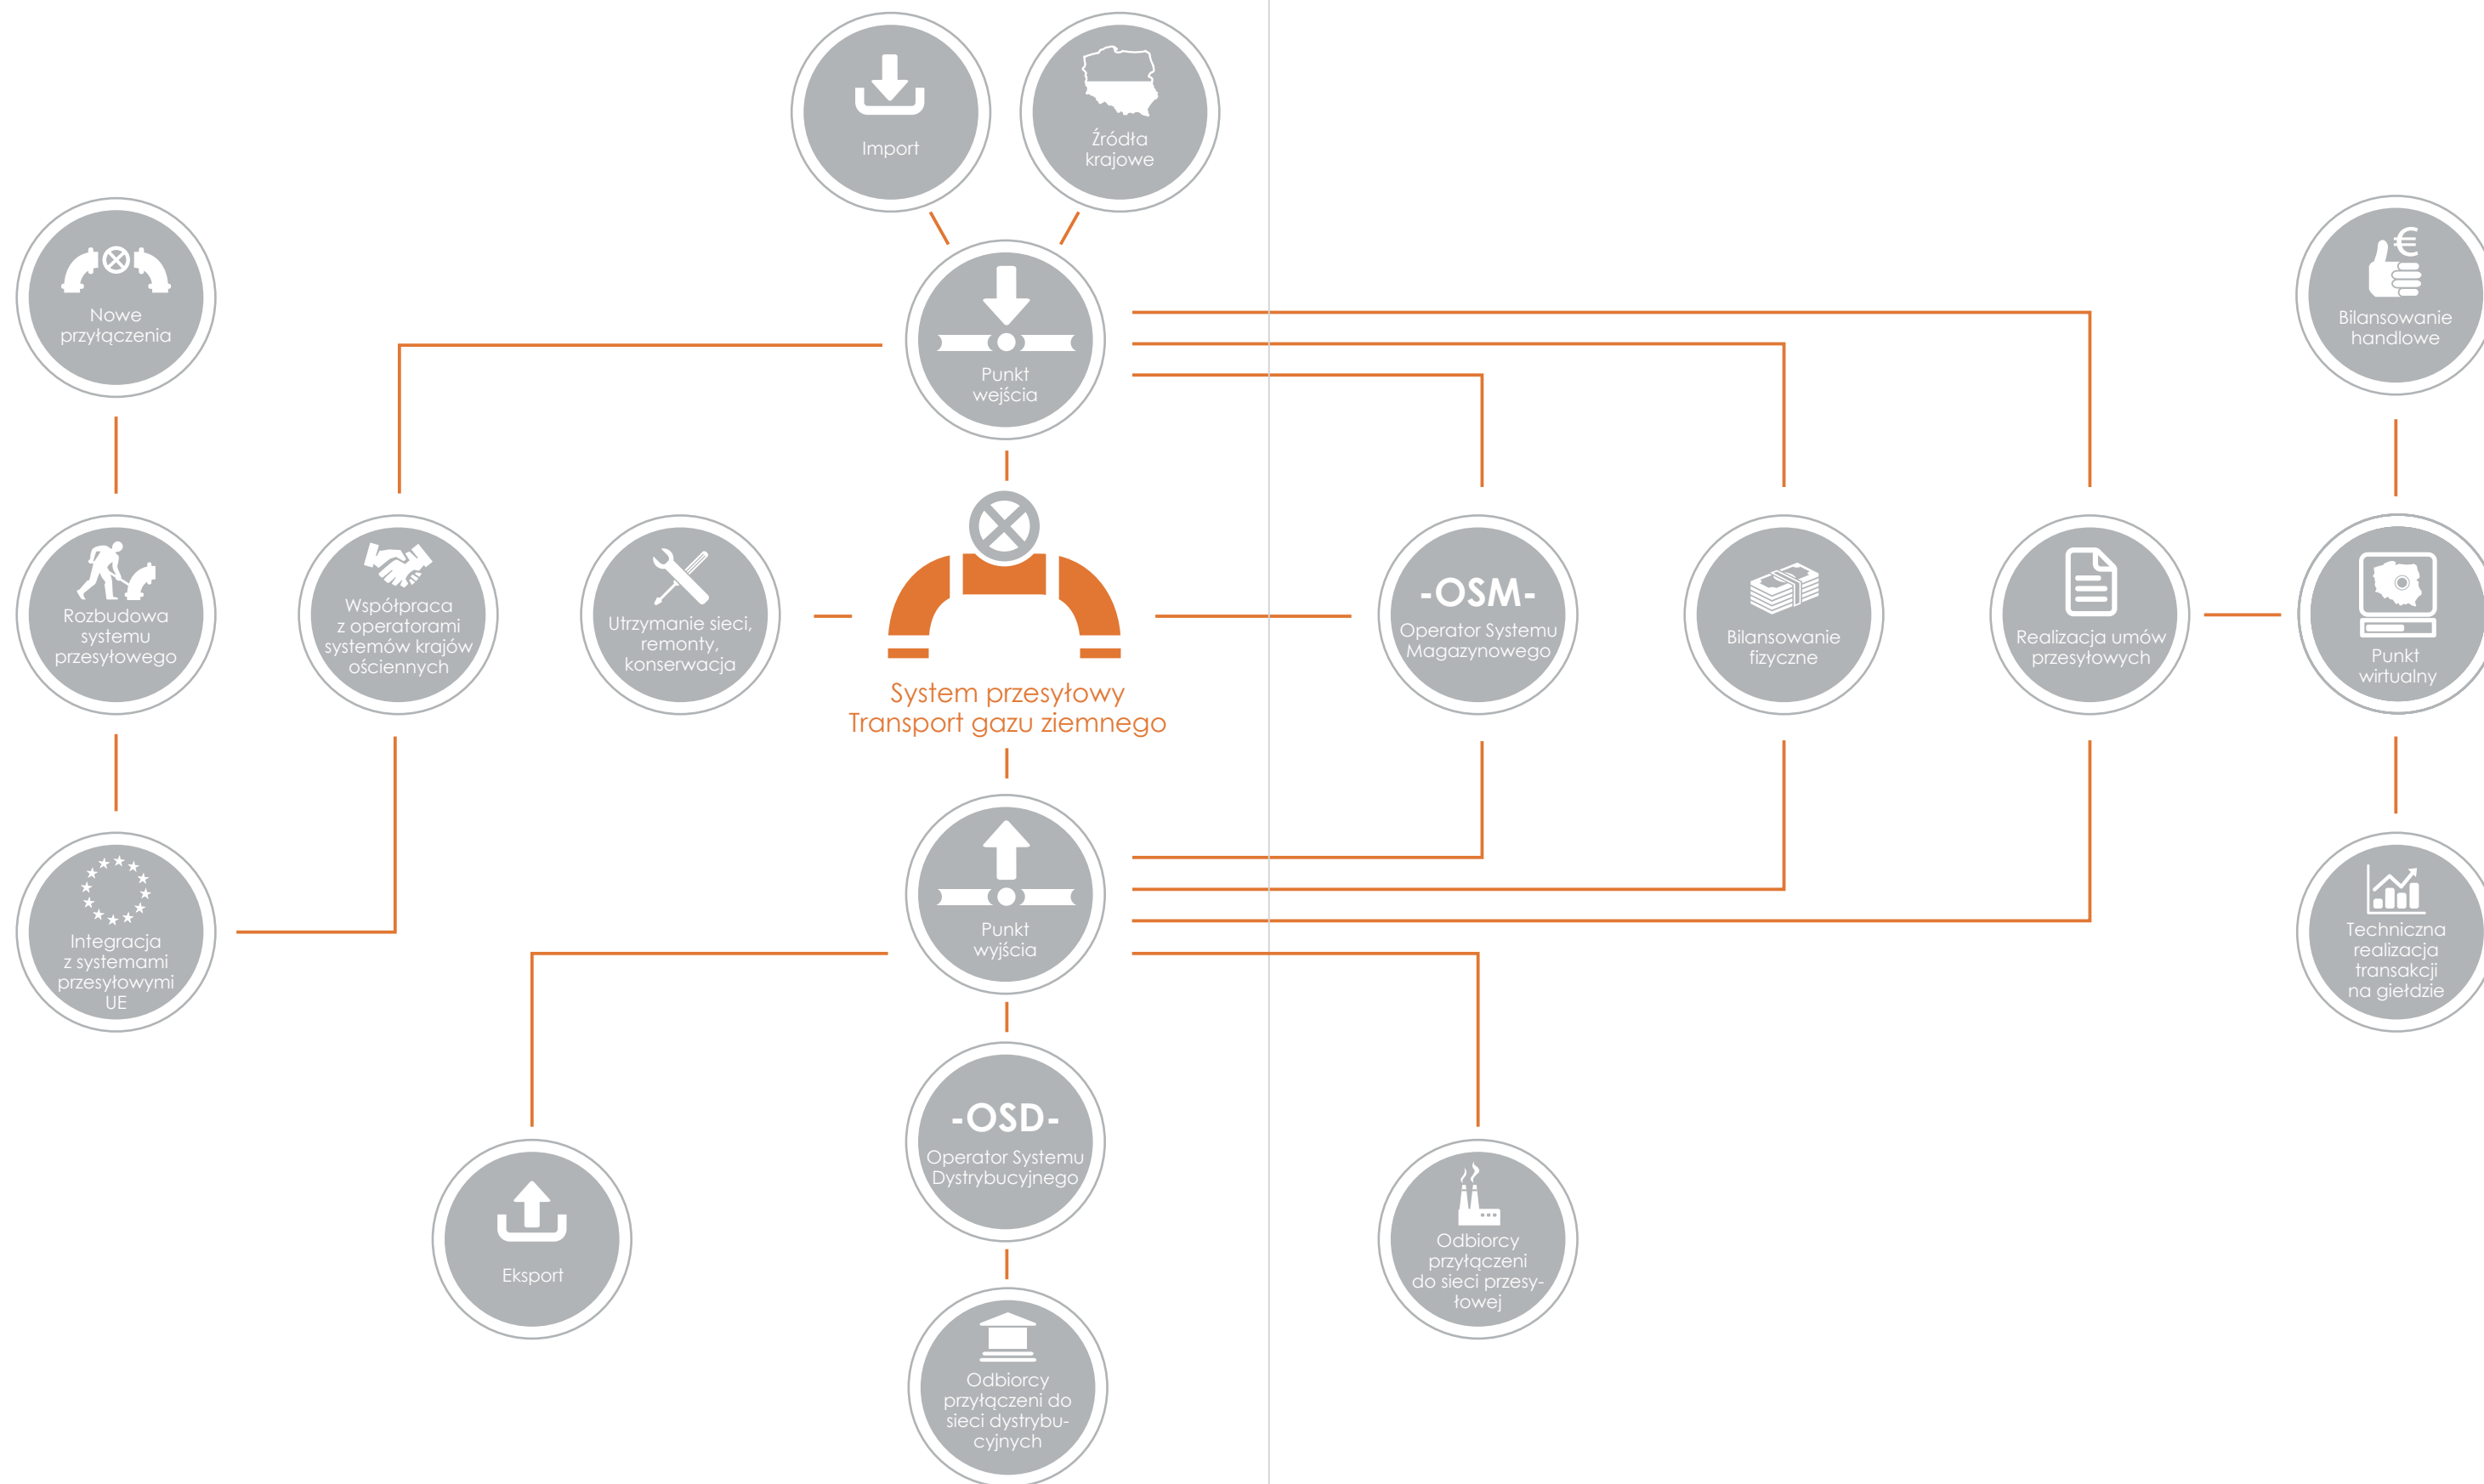 Import
Źródła
krajowe
Nowe
przyłączenia
Punkt
wejścia
€
Bilansowanie
handlowe
Rozbudowa
systemu
przesyłowego
Współpraca
z operatorami
systemów krajów
ościennych
Utrzymanie sieci,
remonty,
konserwacja
System przesyłowy
Transport gazu ziemnego
-OSM-
Operator Systemu
Magazynowego
Bilansowanie
fizyczne
Realizacja umów
przesyłowych
Punkt
wirtualny
Integracja
z systemami
przesyłowymi
UE
Punkt
wyjścia
Techniczna
realizacja
transakcji
na giełdzie
Eksport
-OSD-
Operator Systemu
Dystrybucyjnego
Odbiorcy
przyłączeni
do sieci przesy-
łowej
Odbiorcy
przyłączeni do
sieci dystrybu-
cyjnych